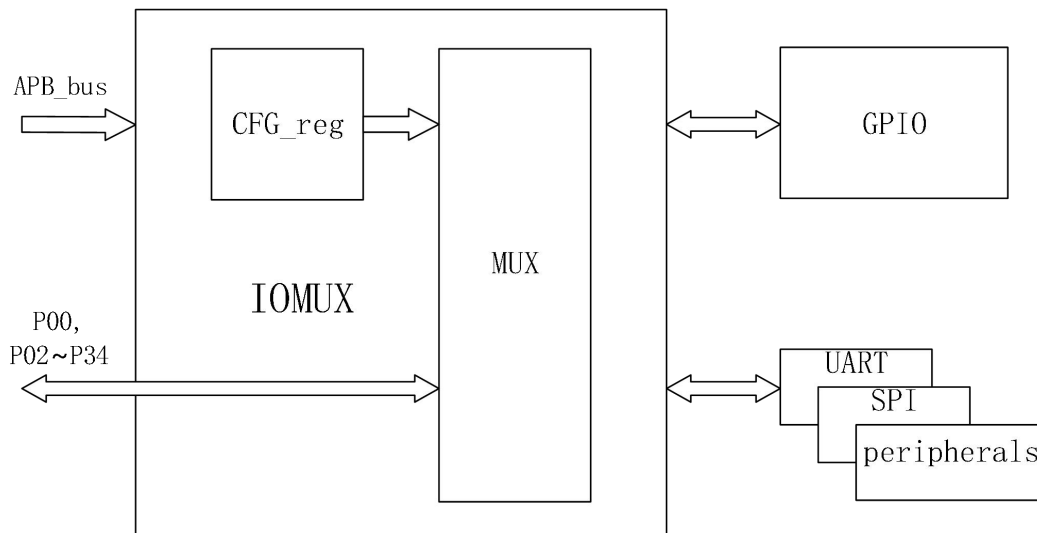 APB_bus
CFG_reg
GPIO
MUX
IOMUX
P00,
P02~P34
UART
SPI
peripherals